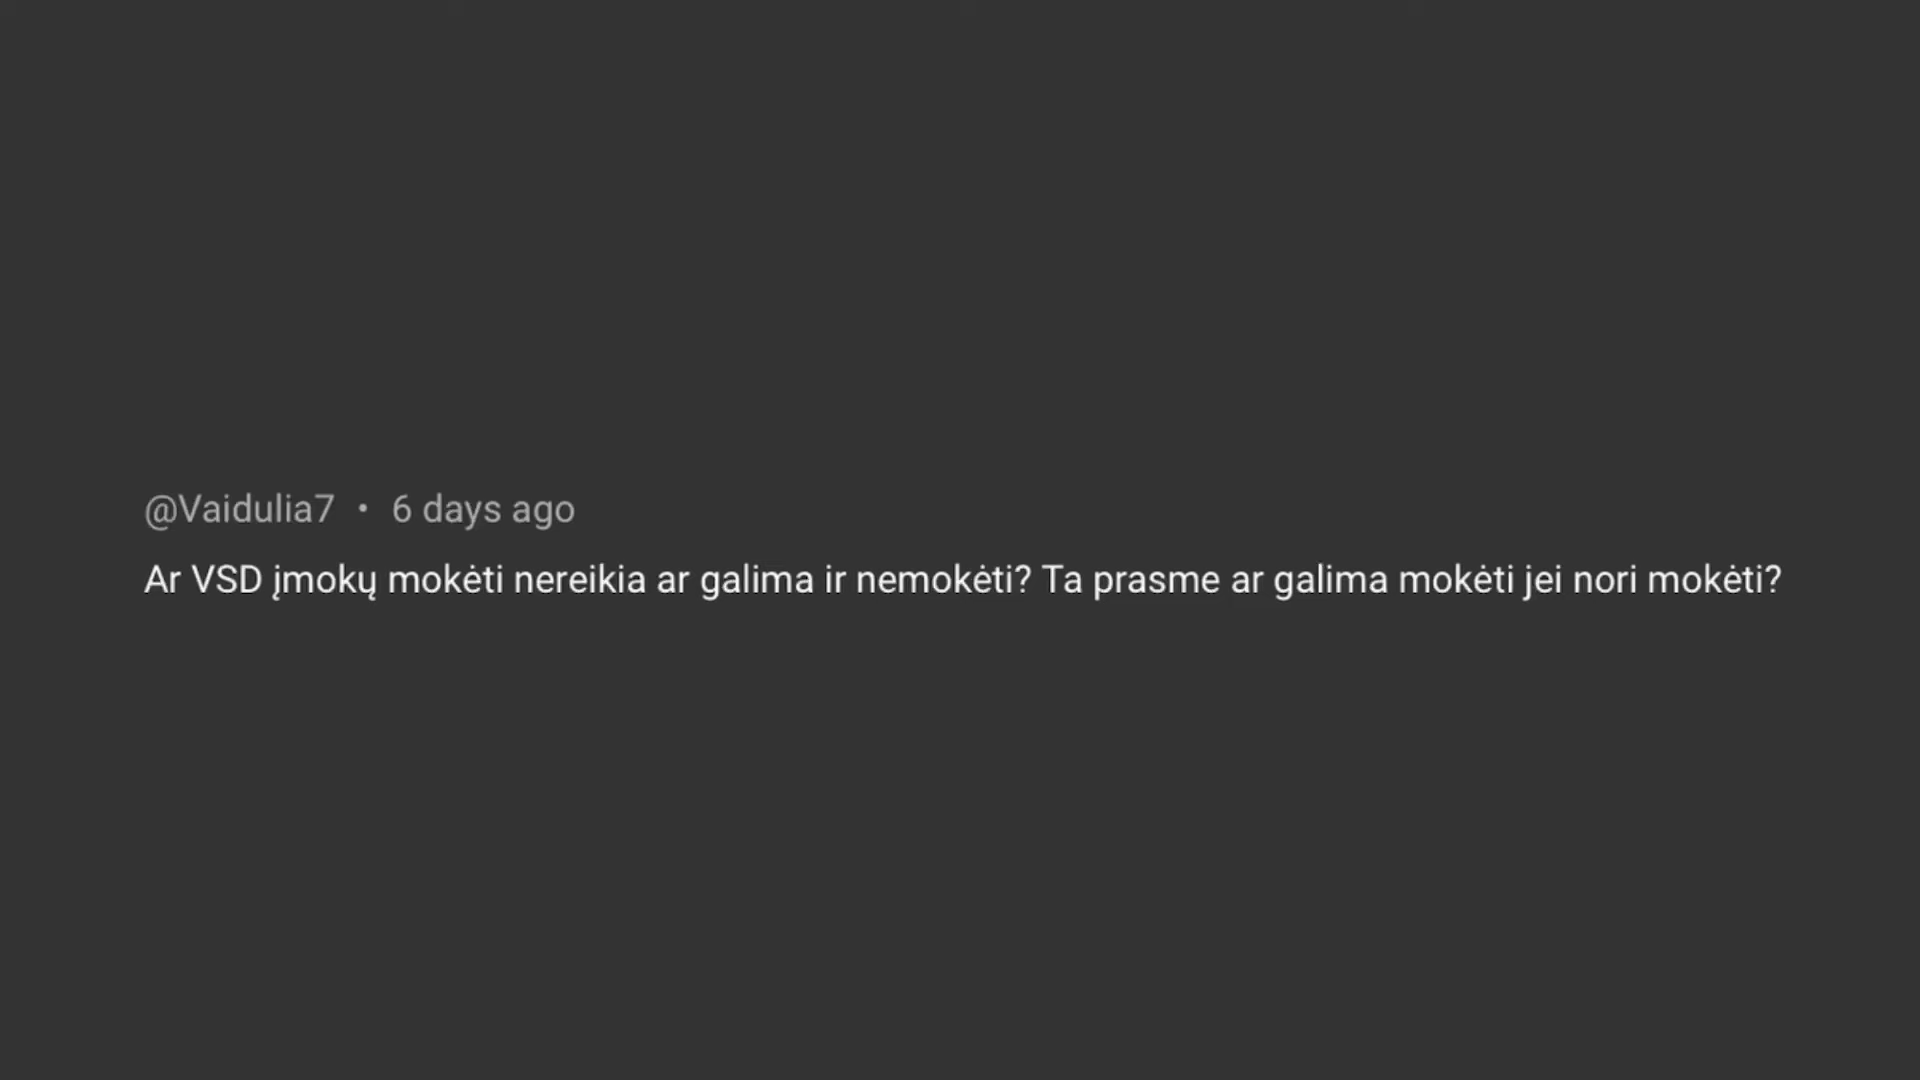 @Vaidulia7 • 6 days ago
Ar VSD įmokų mokėti nereikia ar galima ir nemokėti? Ta prasme ar galima mokėti jei nori mokėti?